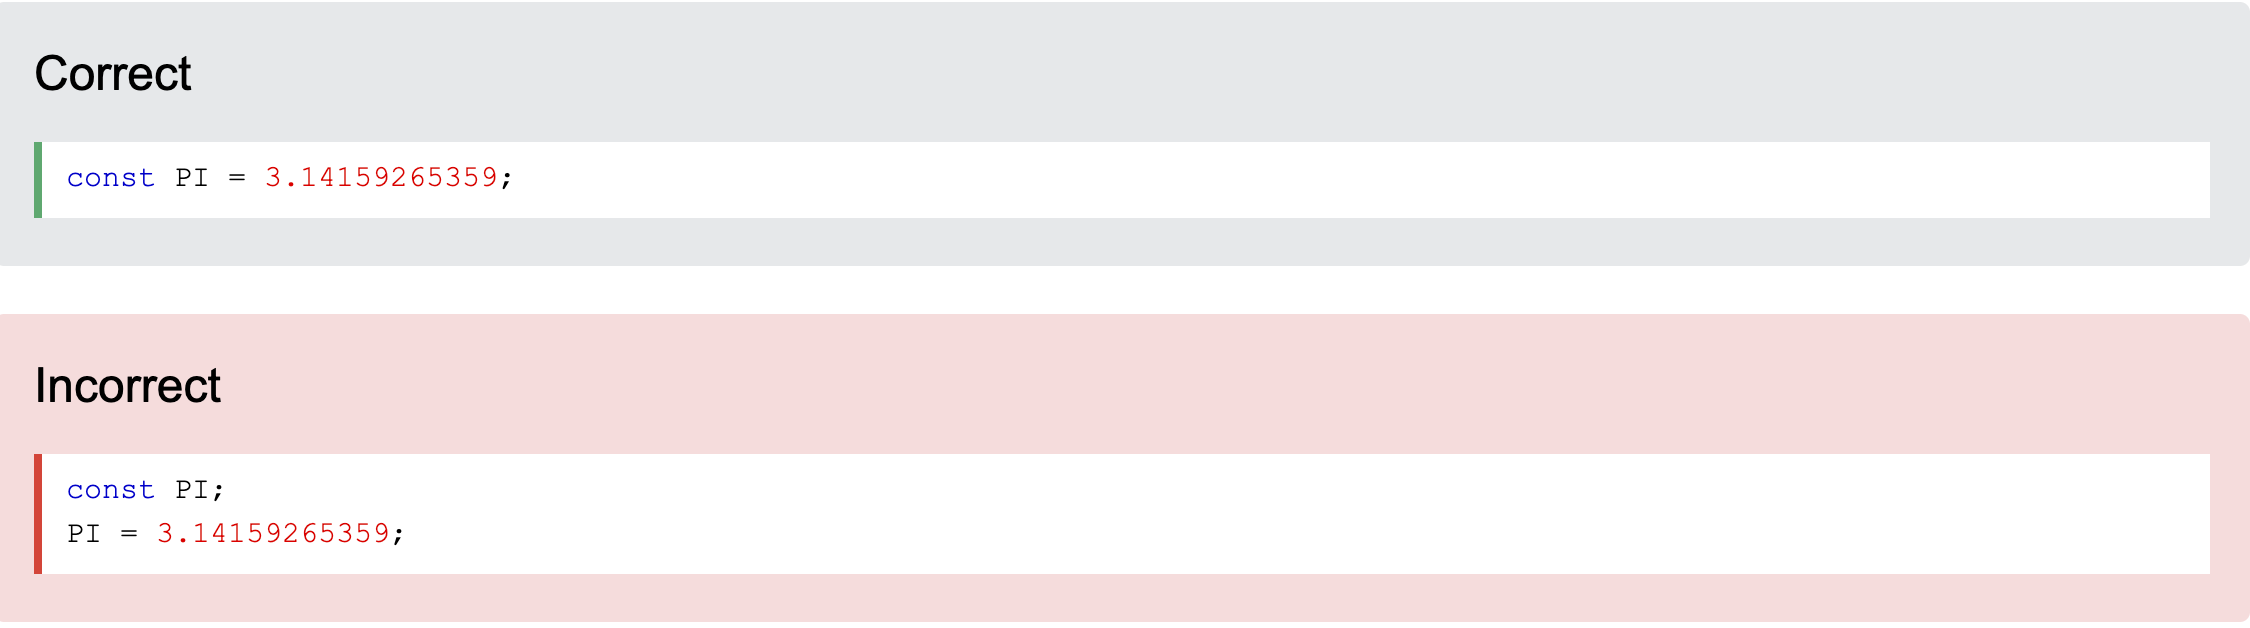 Correct
const PI = 3.14159265359;
Incorrect
const PI;
PI = 3.14159265359;